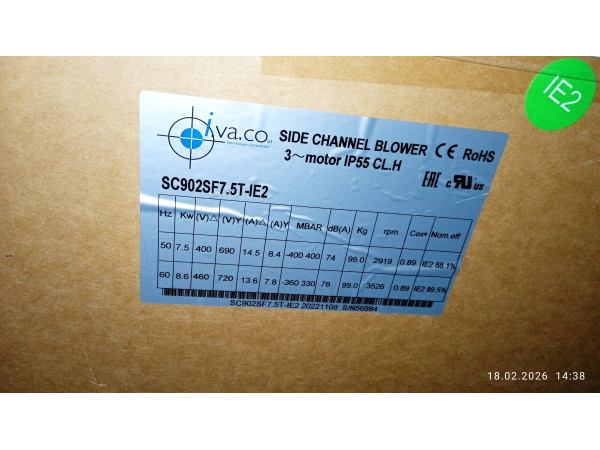 iva.co srl
SIDE CHANNEL BLOWER CE RoHS
3~motor IP55 CL.H
EAC c RU us
IE2
SC902SF7.5T-IE2
Hz Kw (V)△ (V)Y (A)△ (A)Y MBAR dB(A) Kg rpm Cosφ Nom.eff
50 7.5 400 690 14.5 8.4 -400 400 74 99.0 2919 0.89 IE2 88.1%
60 8.6 460 720 13.6 7.8 -360 330 78 99.0 3526 0.89 IE2 89.5%
SC902SF7.5T-IE2 20221108 S/N56884
18.02.2026 14:38